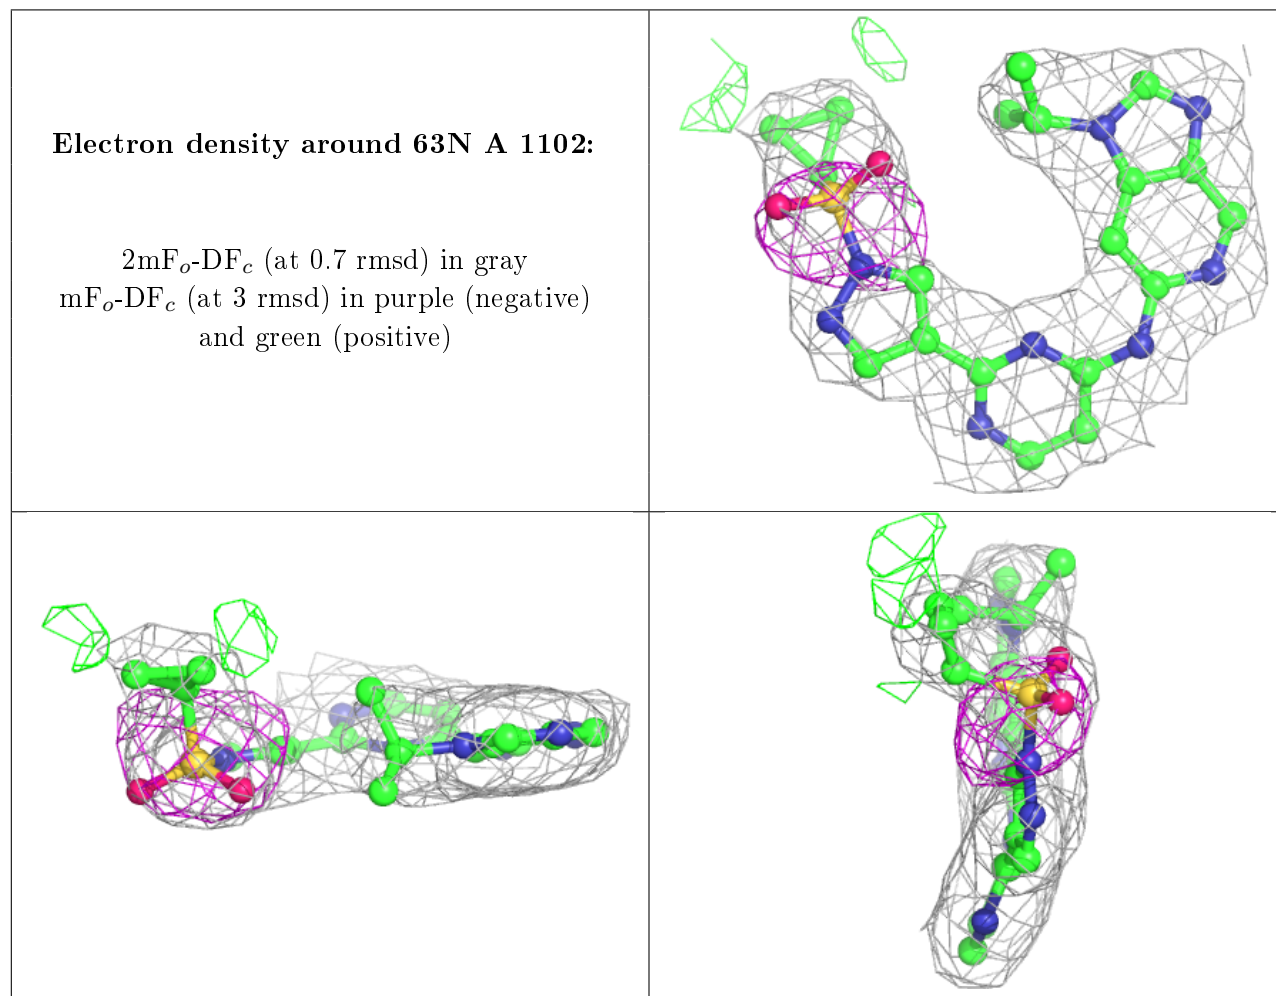 Electron density around 63N A 1102:
2mFo-DFc (at 0.7 rmsd) in gray
mFo-DFc (at 3 rmsd) in purple (negative)
and green (positive)